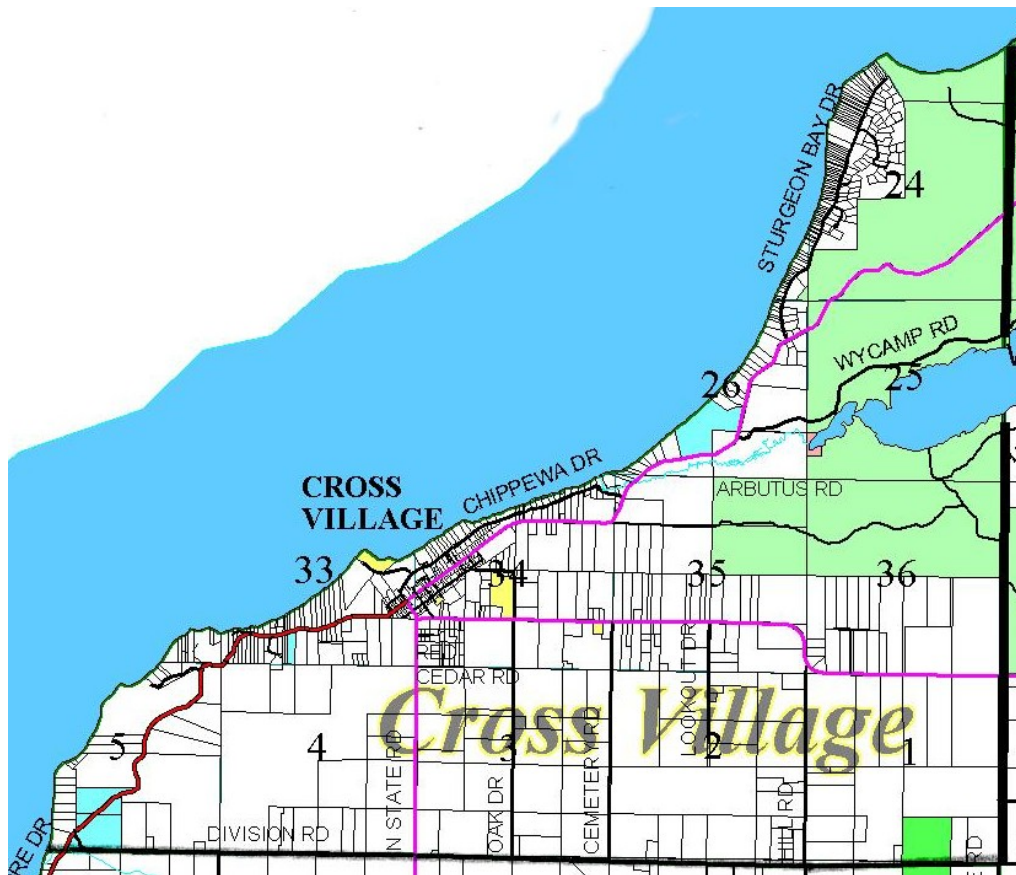 STURGEON BAY DR
24
WYCAMP RD
26
25
CHIPPEWA DR
ARBUTUS RD
CROSS
VILLAGE
33
34
35
36
RED
CEDAR RD
LOOKOUT DR
Cross Village
5
4
3
2
1
N STATE RD
OAK DR
CEMETERY RD
HILL RD
DIVISION RD
RE DR
RD